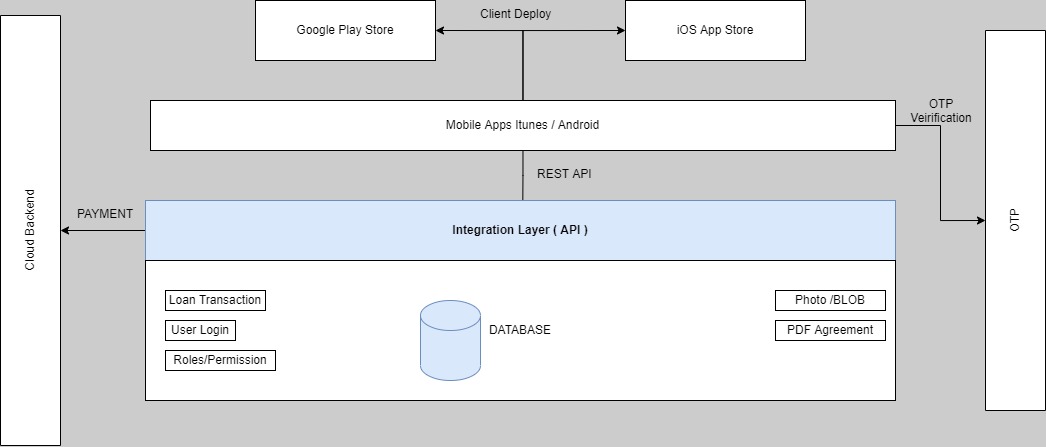 Client Deploy
Google Play Store
iOS App Store
Mobile Apps Itunes / Android
OTP
Veirification
REST API
Cloud Backend
PAYMENT
Integration Layer ( API )
OTP
Loan Transaction
User Login
Roles/Permission
DATABASE
Photo /BLOB
PDF Agreement